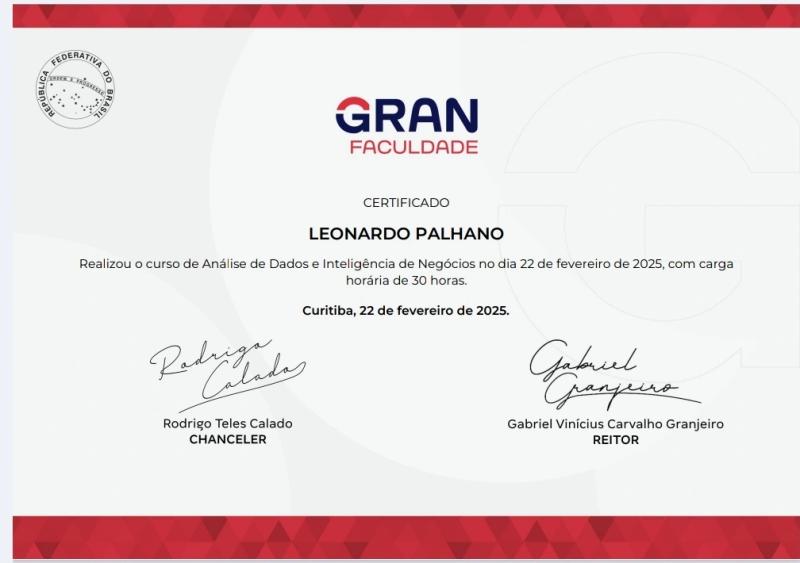 REPÚBLICA FEDERATIVA DO BRASIL
ORDEM E PROGRESSO
GRAN
FACULDADE
CERTIFICADO
LEONARDO PALHANO
Realizou o curso de Análise de Dados e Inteligência de Negócios no dia 22 de fevereiro de 2025, com carga
horária de 30 horas.
Curitiba, 22 de fevereiro de 2025.
Rodrigo
Calado
Gabriel
Granjeiro
Rodrigo Teles Calado
CHANCELER
Gabriel Vinícius Carvalho Granjeiro
REITOR